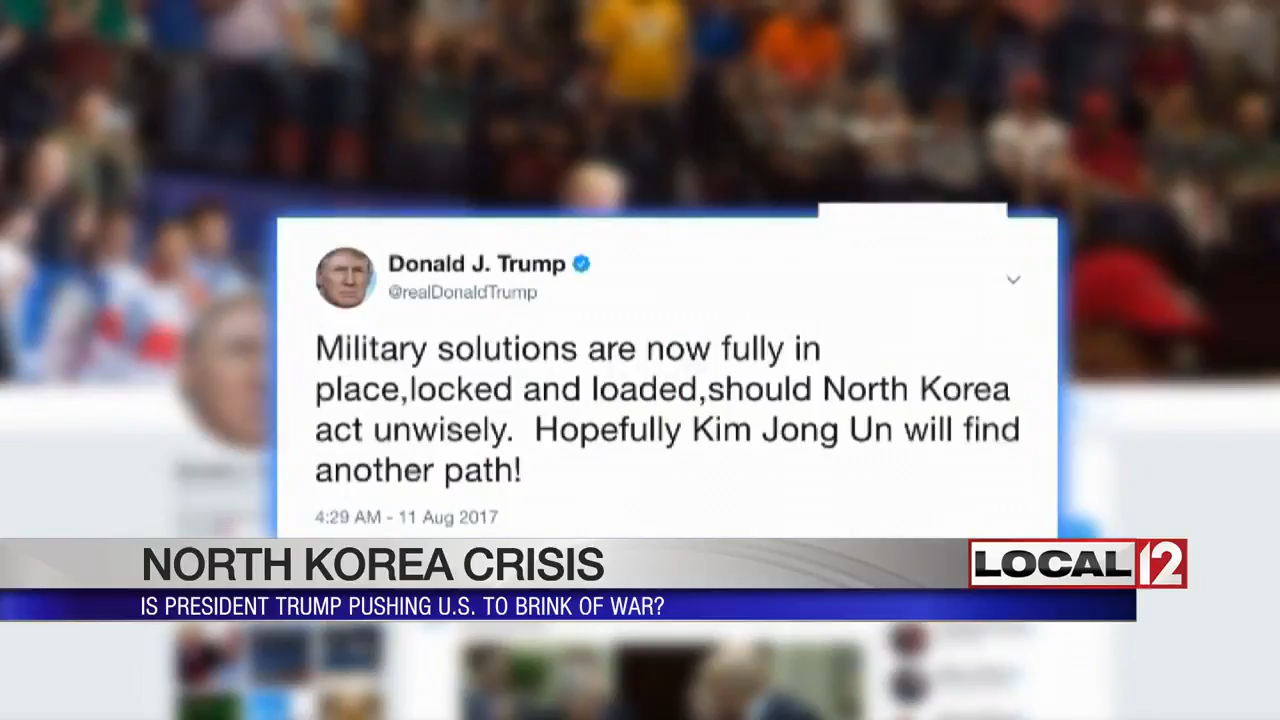 Donald J. Trump
@realDonaldTrump
Military solutions are now fully in
place,locked and loaded,should North Korea
act unwisely.  Hopefully Kim Jong Un will find
another path!
4:29 AM - 11 Aug 2017
NORTH KOREA CRISIS
LOCAL 12
IS PRESIDENT TRUMP PUSHING U.S. TO BRINK OF WAR?